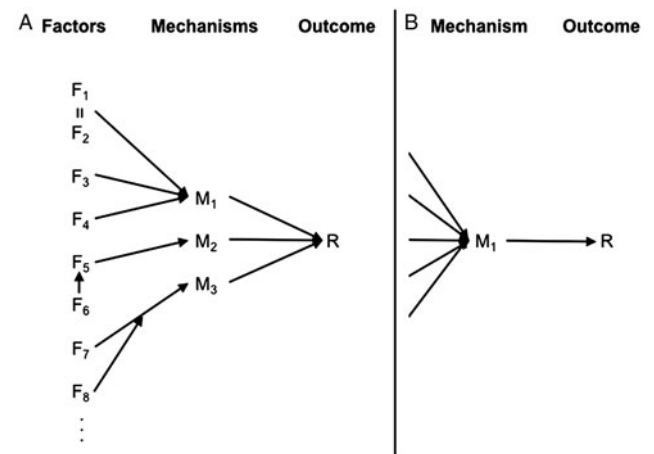 A Factors Mechanisms Outcome
F₁
=
F₂
F₃
F₄
F₅
F₆
F₇
F₈
⋮
M₁
M₂
M₃
R
B Mechanism Outcome
M₁
R